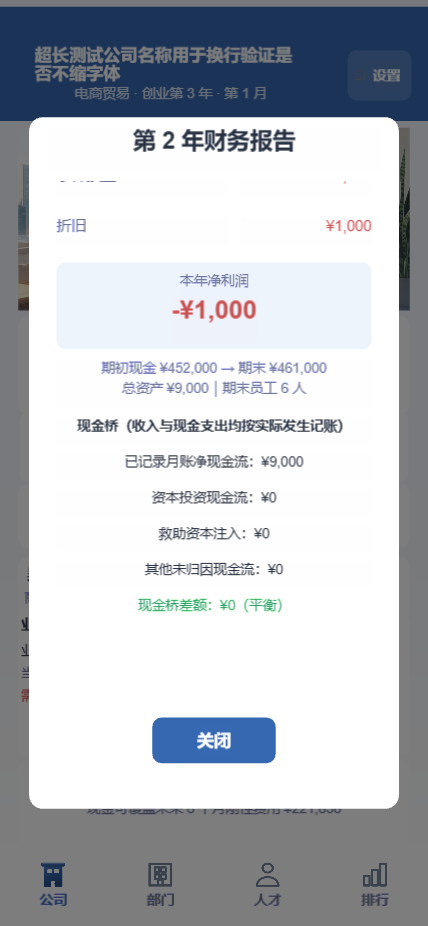 超长测试公司名称用于换行验证是
否不缩字体
电商贸易 · 创业第 3 年 · 第 1 月
设置
第 2 年财务报告
折旧
¥1,000
本年净利润
-¥1,000
期初现金 ¥452,000 → 期末 ¥461,000
总资产 ¥9,000 | 期末员工 6 人
现金桥（收入与现金支出均按实际发生记账）
已记录月账净现金流：¥9,000
资本投资现金流：¥0
救助资本注入：¥0
其他未归因现金流：¥0
现金桥差额：¥0（平衡）
关闭
公司
部门
人才
排行